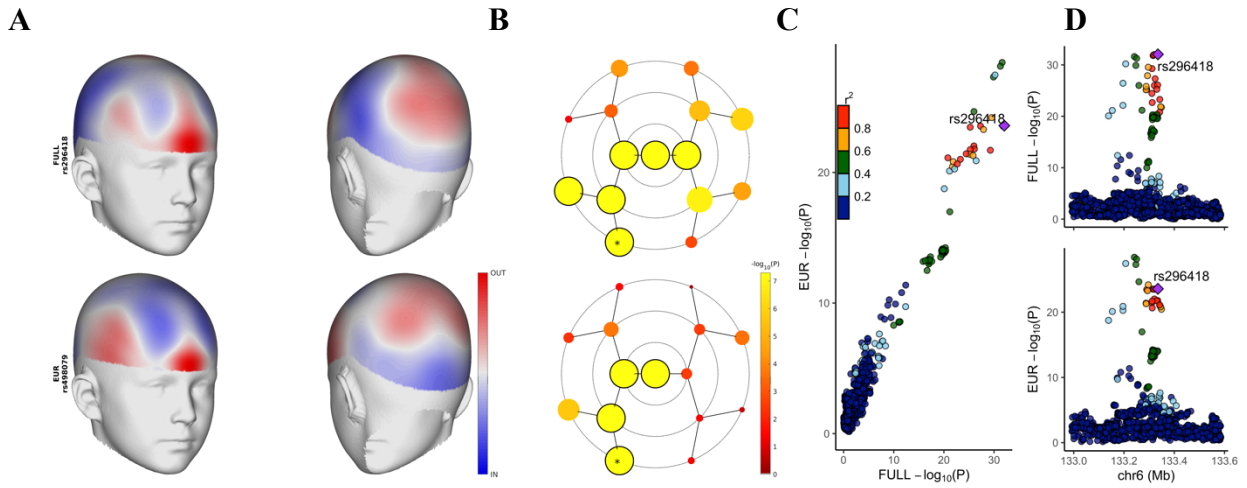 A
B
C
D
FULL
rs296418
EUR
rs498079
OUT
IN
*
*
-log10(P)
7
6
5
4
3
2
1
0
EUR −log10(P)
20
10
0
r2
0.8
0.6
0.4
0.2
rs296418
0 10 20 30
FULL −log10(P)
FULL −log10(P)
30
20
10
0
rs296418
EUR −log10(P)
30
20
10
0
rs296418
133.0 133.2 133.4 133.6
chr6 (Mb)